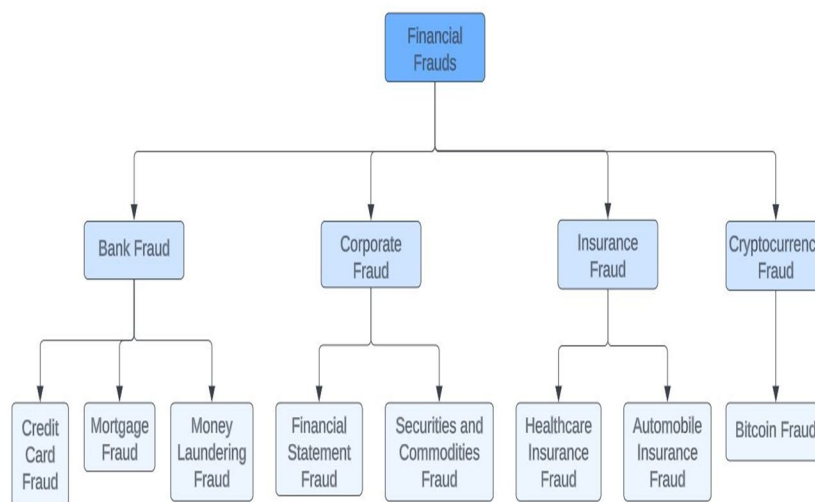 Financial
Frauds
Bank Fraud
Corporate
Fraud
Insurance
Fraud
Cryptocurrenc
Fraud
Credit
Card
Fraud
Mortgage
Fraud
Money
Laundering
Fraud
Financial
Statement
Fraud
Securities and
Commodities
Fraud
Healthcare
Insurance
Fraud
Automobile
Insurance
Fraud
Bitcoin Fraud